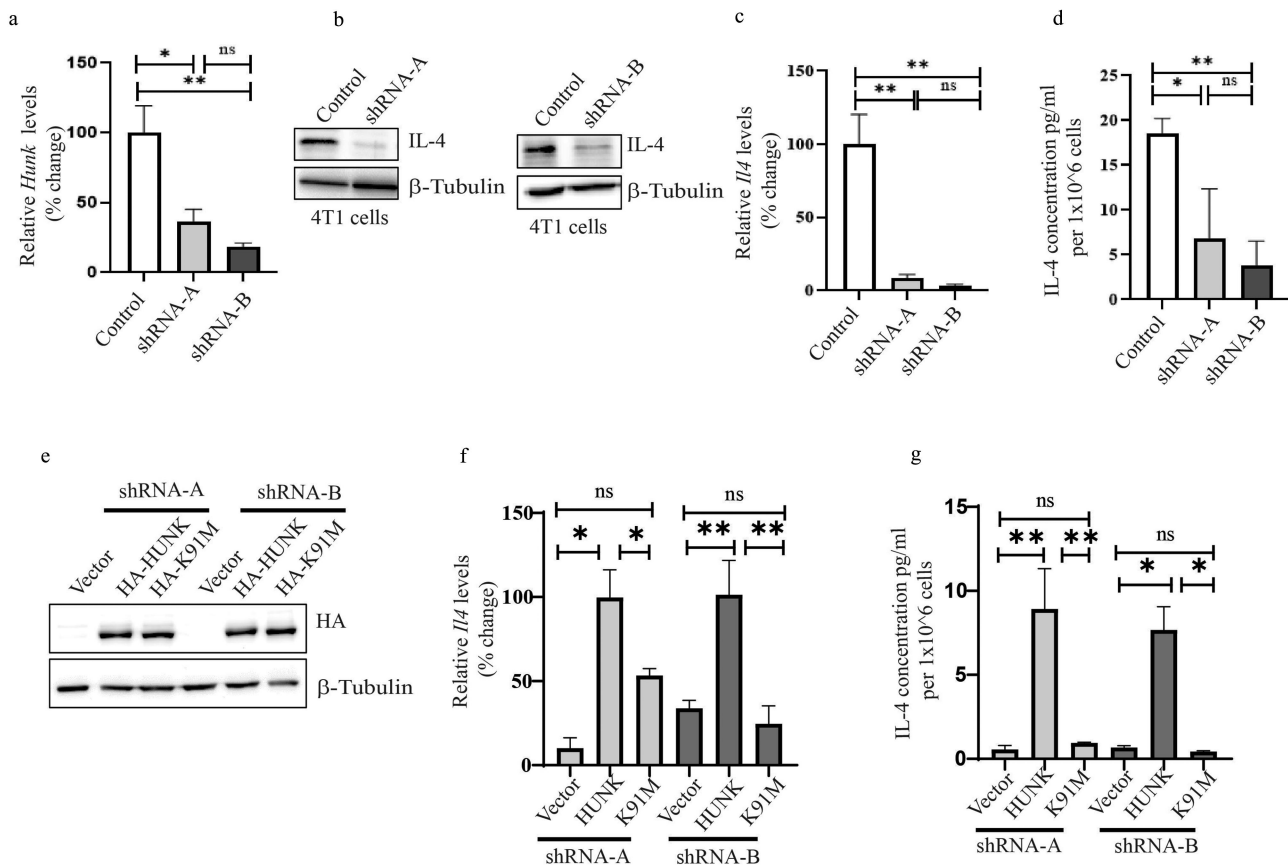 a
Relative Hunk levels
(% change)
150
100
50
0
*
ns
**
Control
shRNA-A
shRNA-B
b
Control
shRNA-A
IL-4
β-Tubulin
4T1 cells
Control
shRNA-B
IL-4
β-Tubulin
4T1 cells
c
Relative Il4 levels
(% change)
150
100
50
0
**
**
ns
Control
shRNA-A
shRNA-B
d
IL-4 concentration pg/ml
per 1x10^6 cells
25
20
15
10
5
0
**
*
ns
Control
shRNA-A
shRNA-B
e
shRNA-A
shRNA-B
Vector
HA-HUNK
HA-K91M
Vector
HA-HUNK
HA-K91M
HA
β-Tubulin
f
Relative Il4 levels
(% change)
150
100
50
0
ns
*
*
ns
**
**
Vector
HUNK
K91M
Vector
HUNK
K91M
shRNA-A
shRNA-B
g
IL-4 concentration pg/ml
per 1x10^6 cells
15
10
5
0
ns
**
**
ns
*
*
Vector
HUNK
K91M
Vector
HUNK
K91M
shRNA-A
shRNA-B